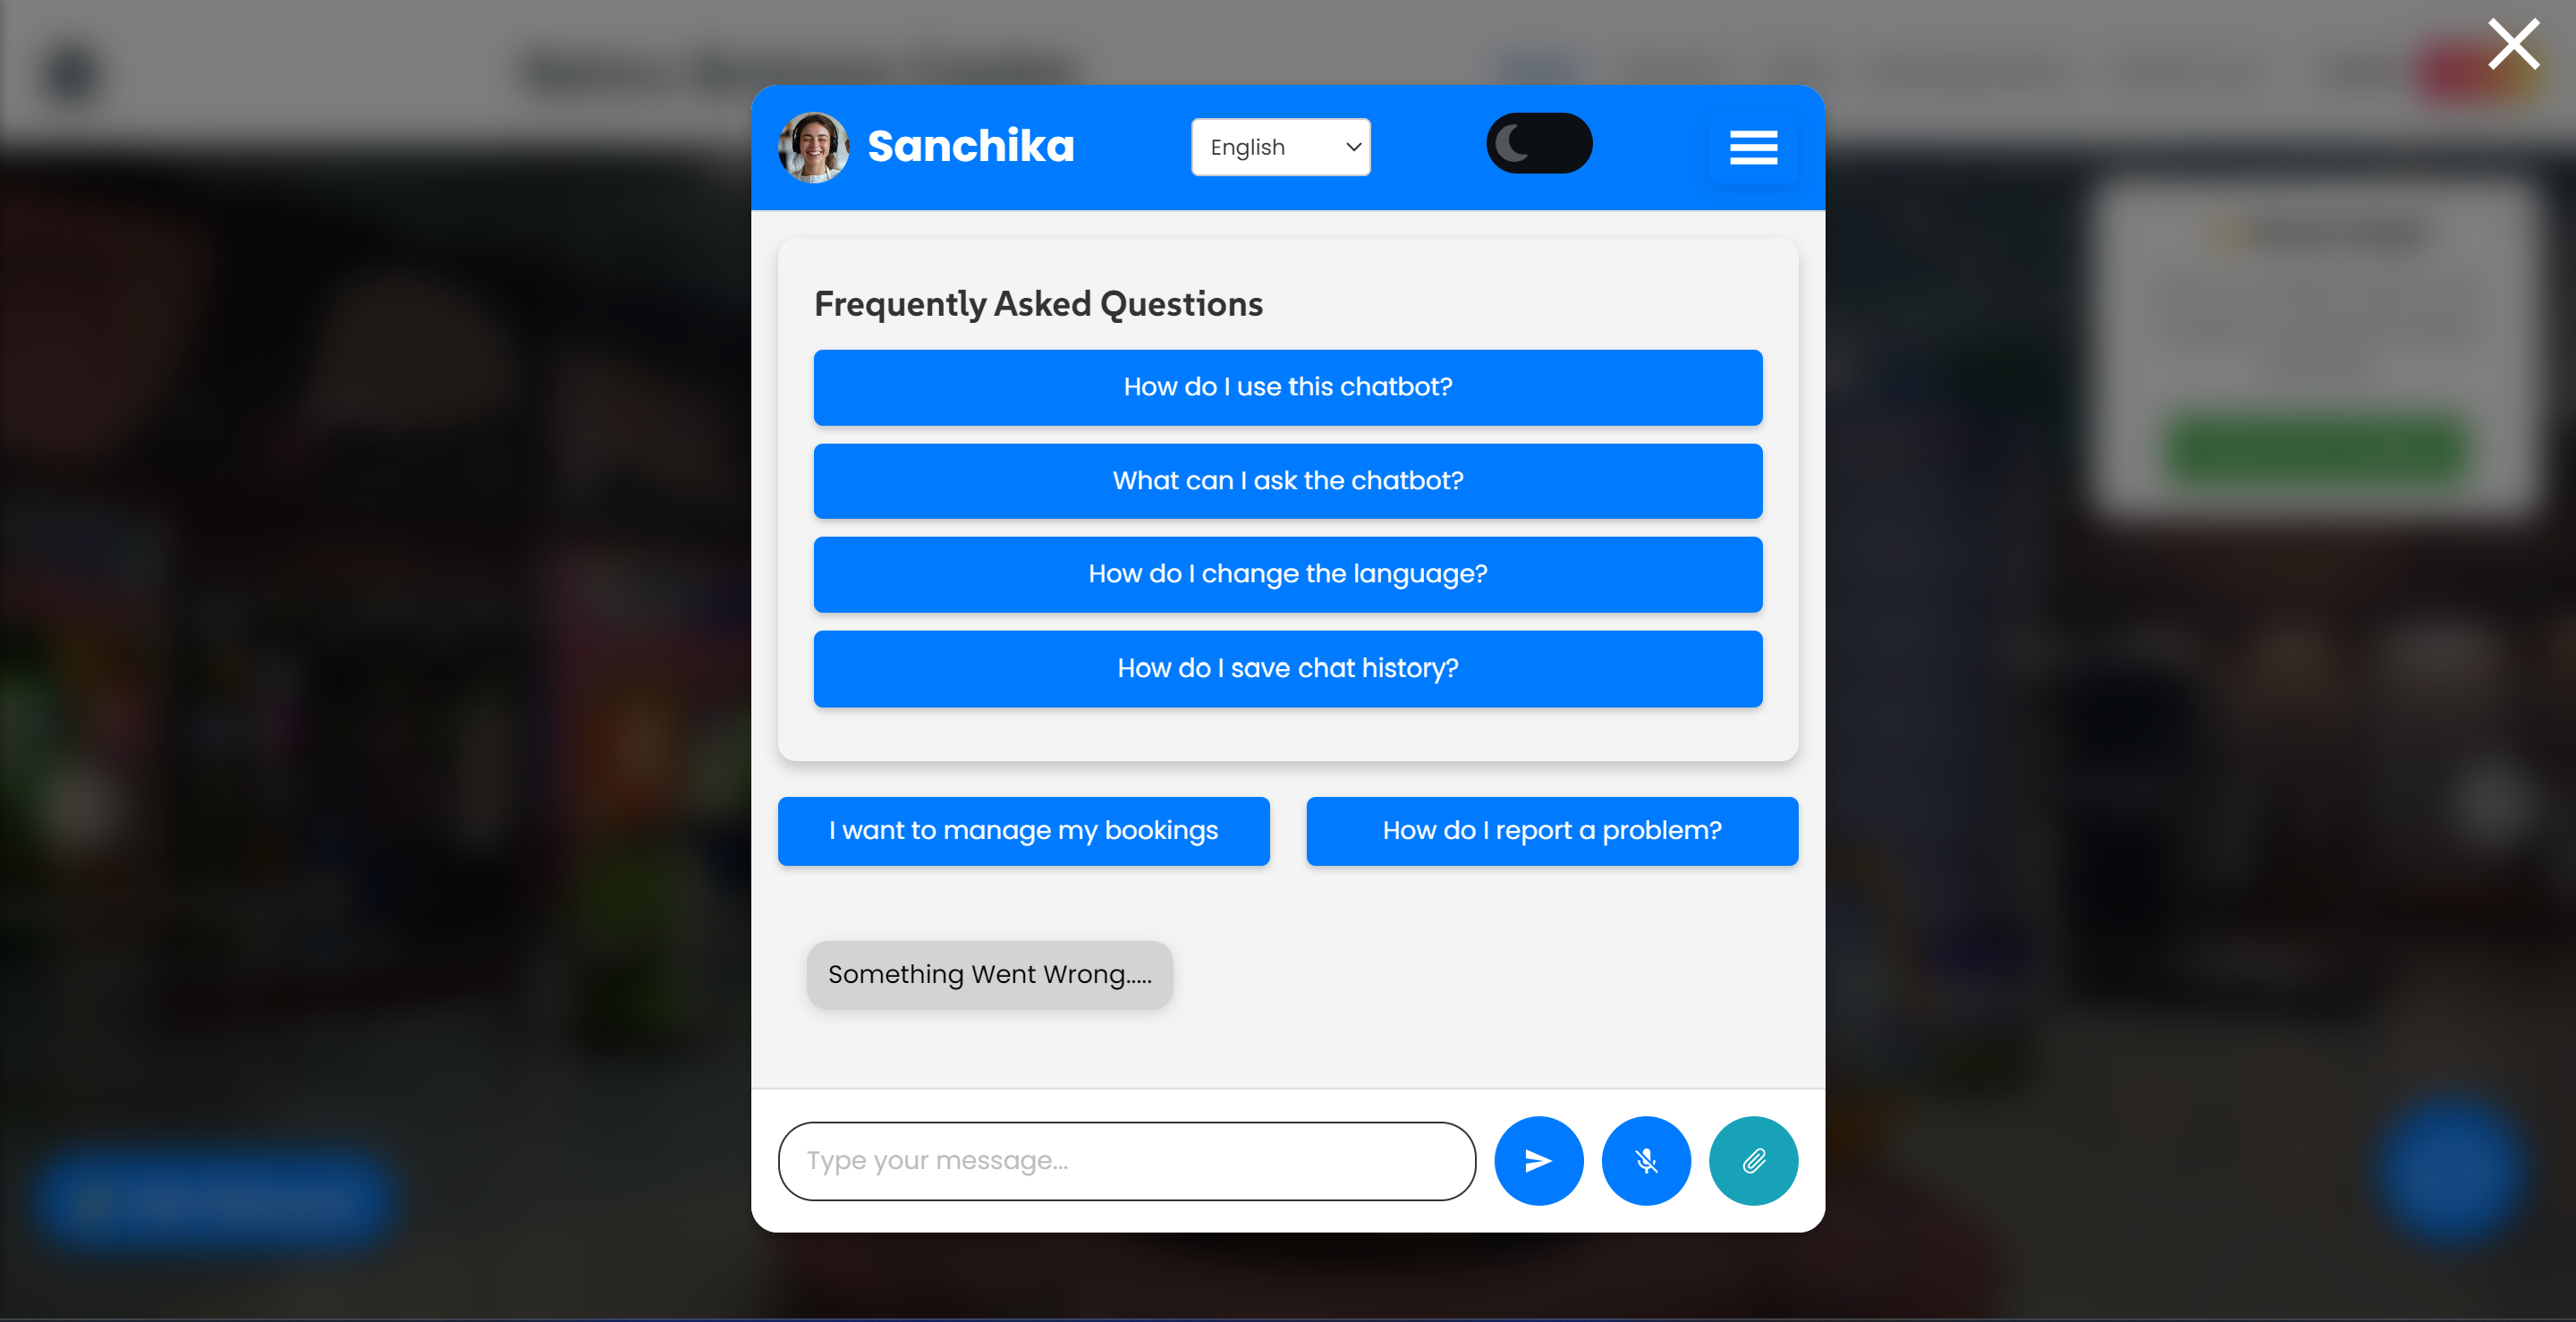 Sanchika
English
Frequently Asked Questions
How do I use this chatbot?
What can I ask the chatbot?
How do I change the language?
How do I save chat history?
I want to manage my bookings
How do I report a problem?
Something Went Wrong.....
Type your message...